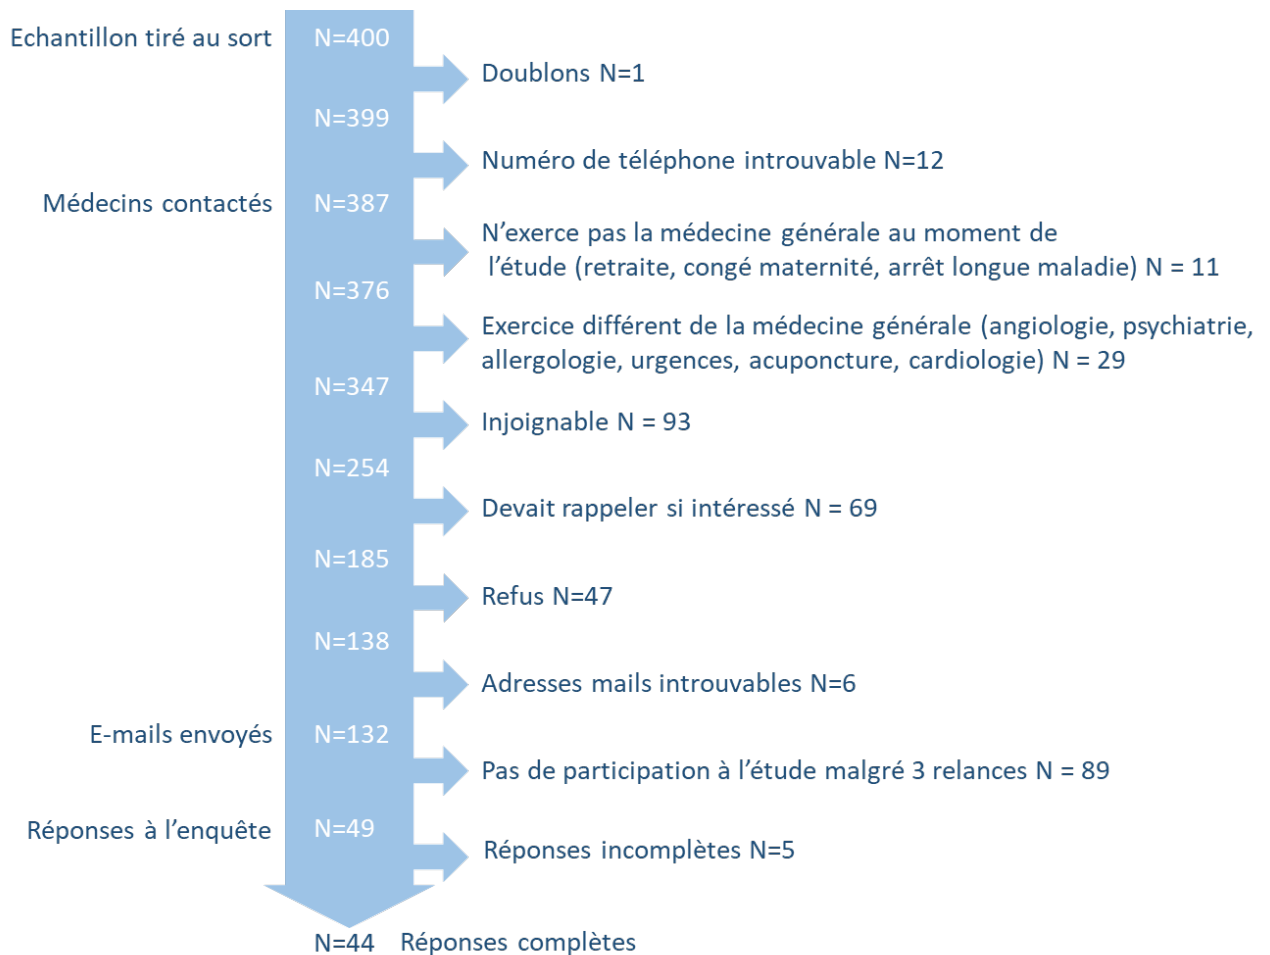 Echantillon tiré au sort N=400
Doublons N=1
N=399
Numéro de téléphone introuvable N=12
Médecins contactés N=387
N’exerce pas la médecine générale au moment de
l’étude (retraite, congé maternité, arrêt longue maladie) N = 11
N=376
Exercice différent de la médecine générale (angiologie, psychiatrie,
allergologie, urgences, acuponcture, cardiologie) N = 29
N=347
Injoignable N = 93
N=254
Devait rappeler si intéressé N = 69
N=185
Refus N=47
N=138
Adresses mails introuvables N=6
E-mails envoyés N=132
Pas de participation à l’étude malgré 3 relances N = 89
Réponses à l’enquête N=49
Réponses incomplètes N=5
N=44 Réponses complètes